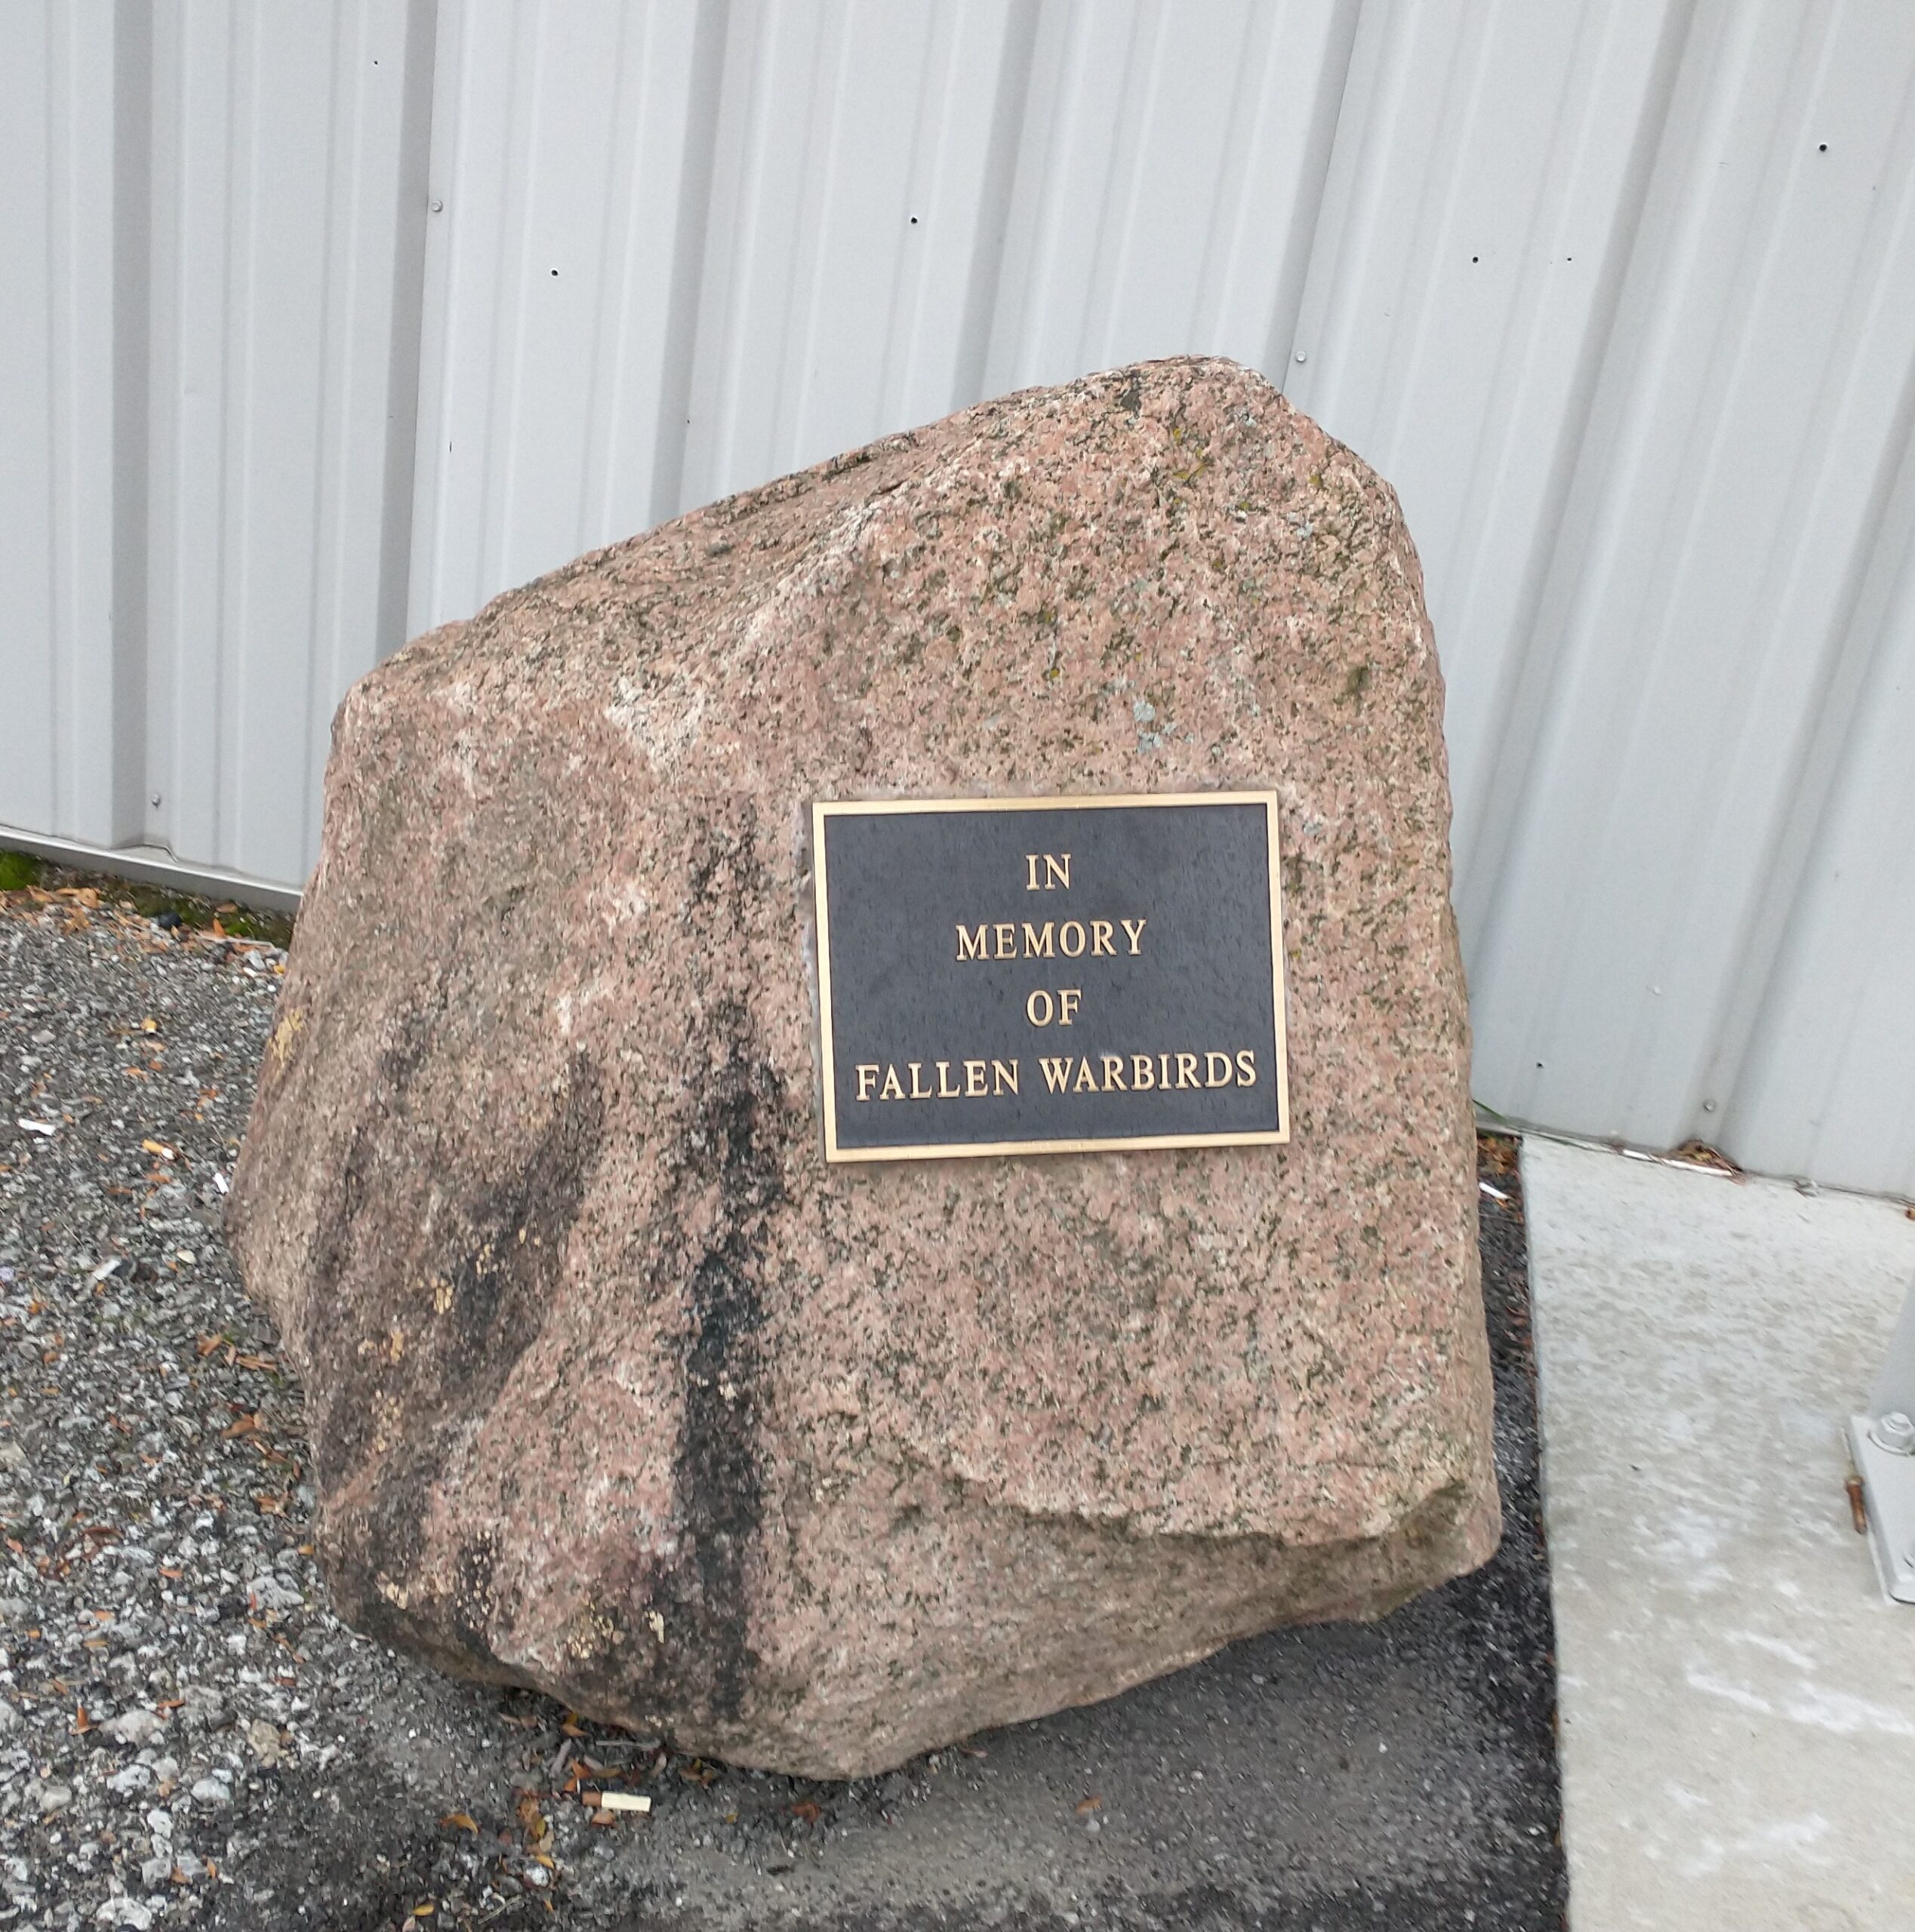 IN
MEMORY
OF
FALLEN WARBIRDS